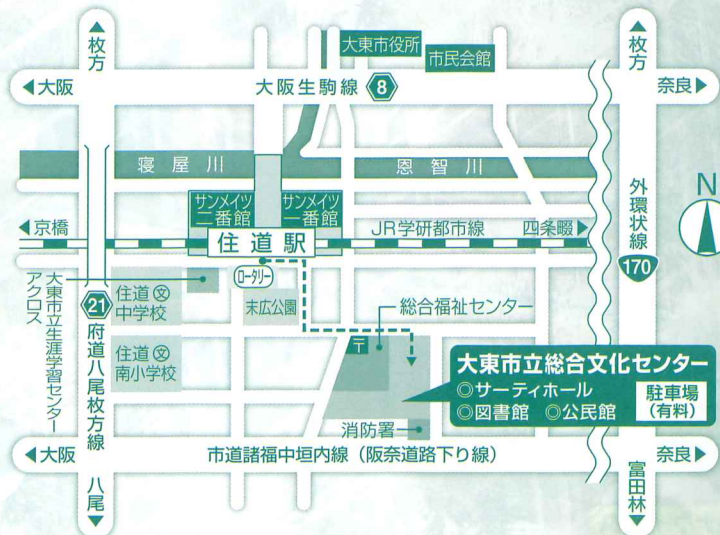 ▲枚方
大東市役所
市民会館
▲枚方
◀大阪
大阪生駒線 8
奈良▶
寝屋川
恩智川
サンメイツ
二番館
サンメイツ
一番館
外環状線
170
N
◀京橋
JR学研都市線
四条畷▶
住道駅
ロータリー
大東市立生涯学習センター
アクロス
21
府道八尾枚方線
住道 文
中学校
末広公園
総合福祉センター
住道 文
南小学校
〒
大東市立総合文化センター
◎サーティホール
◎図書館 ◎公民館
駐車場
(有料)
消防署
◀大阪
市道諸福中垣内線(阪奈道路下り線)
奈良▶
八尾▼
富田林▼